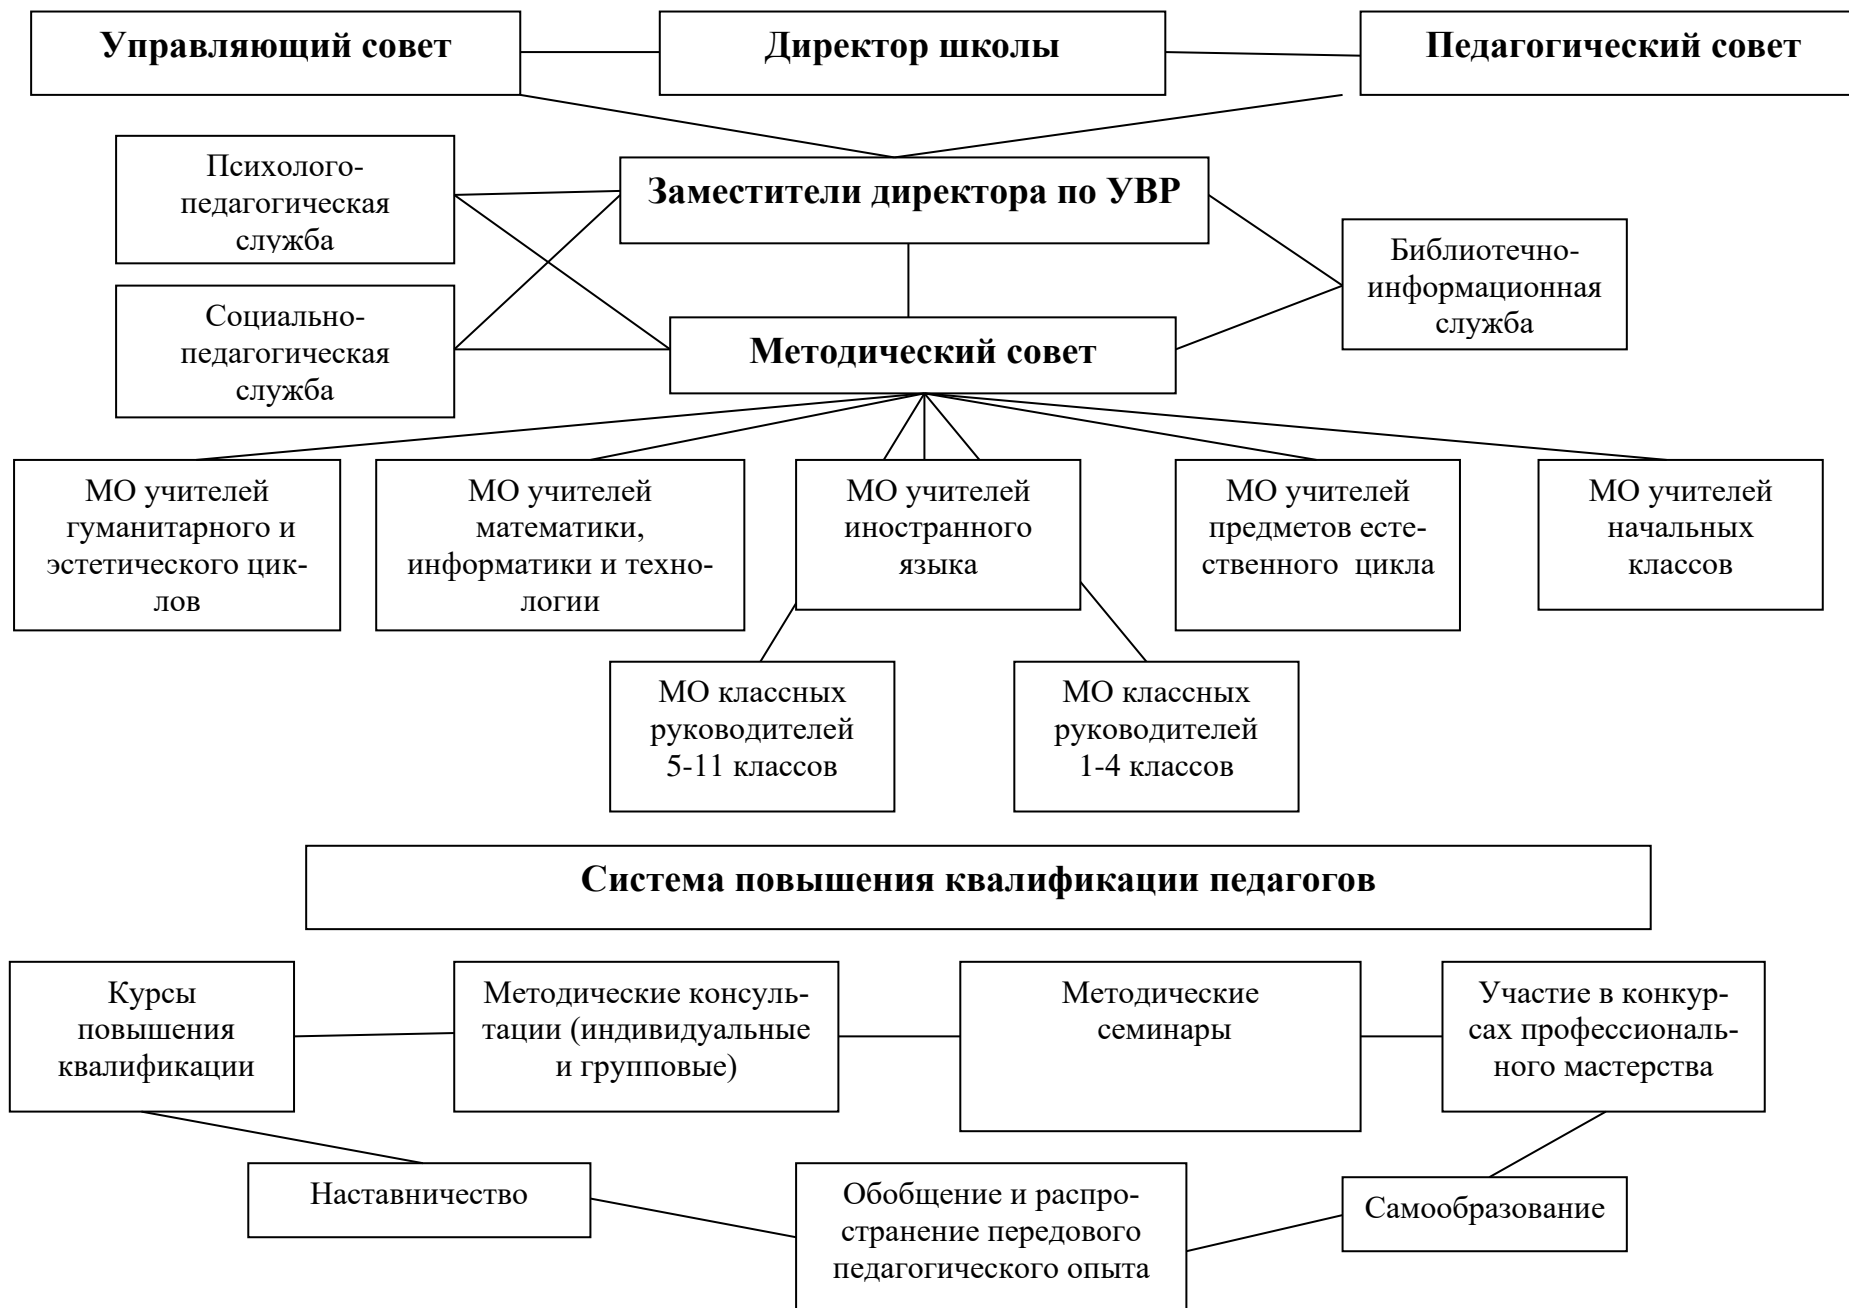 Управляющий совет
Директор школы
Педагогический совет
Психолого-
педагогическая
служба
Заместители директора по УВР
Библиотечно-
информационная
служба
Социально-
педагогическая
служба
Методический совет
МО учителей
гуманитарного и
эстетического цик-
лов
МО учителей
математики,
информатики и техно-
логии
МО учителей
иностранного
языка
МО учителей
предметов есте-
ственного цикла
МО учителей
начальных
классов
МО классных
руководителей
5-11 классов
МО классных
руководителей
1-4 классов
Система повышения квалификации педагогов
Курсы
повышения
квалификации
Методические консуль-
тации (индивидуальные
и групповые)
Методические
семинары
Участие в конкур-
сах профессиональ-
ного мастерства
Наставничество
Обобщение и распро-
странение передового
педагогического опыта
Самообразование